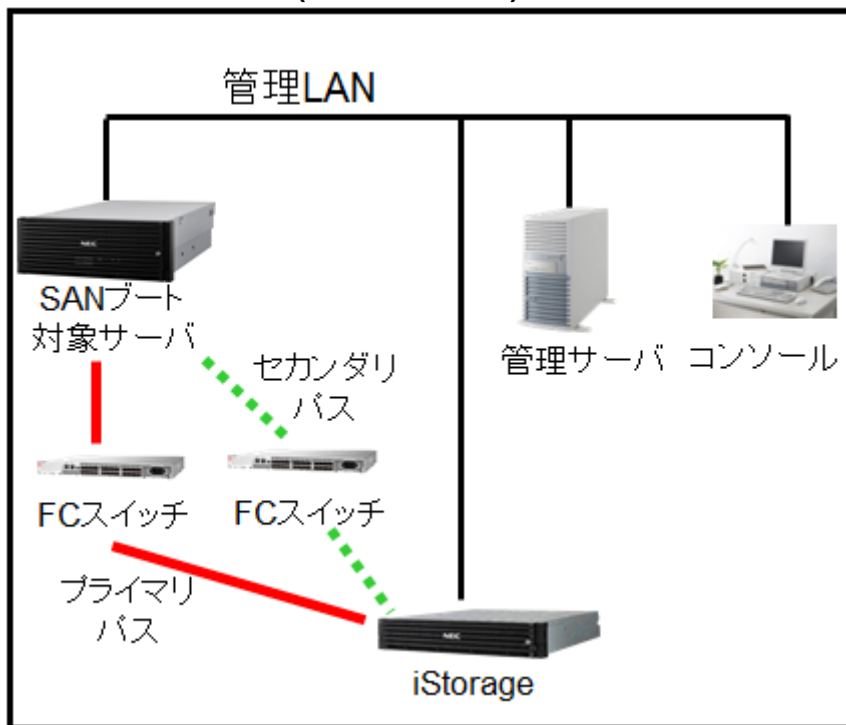 管理LAN
NEC
SANブート
対象サーバ
セカンダリ
パス
管理サーバ
コンソール
FCスイッチ
FCスイッチ
プライマリ
パス
NEC
iStorage